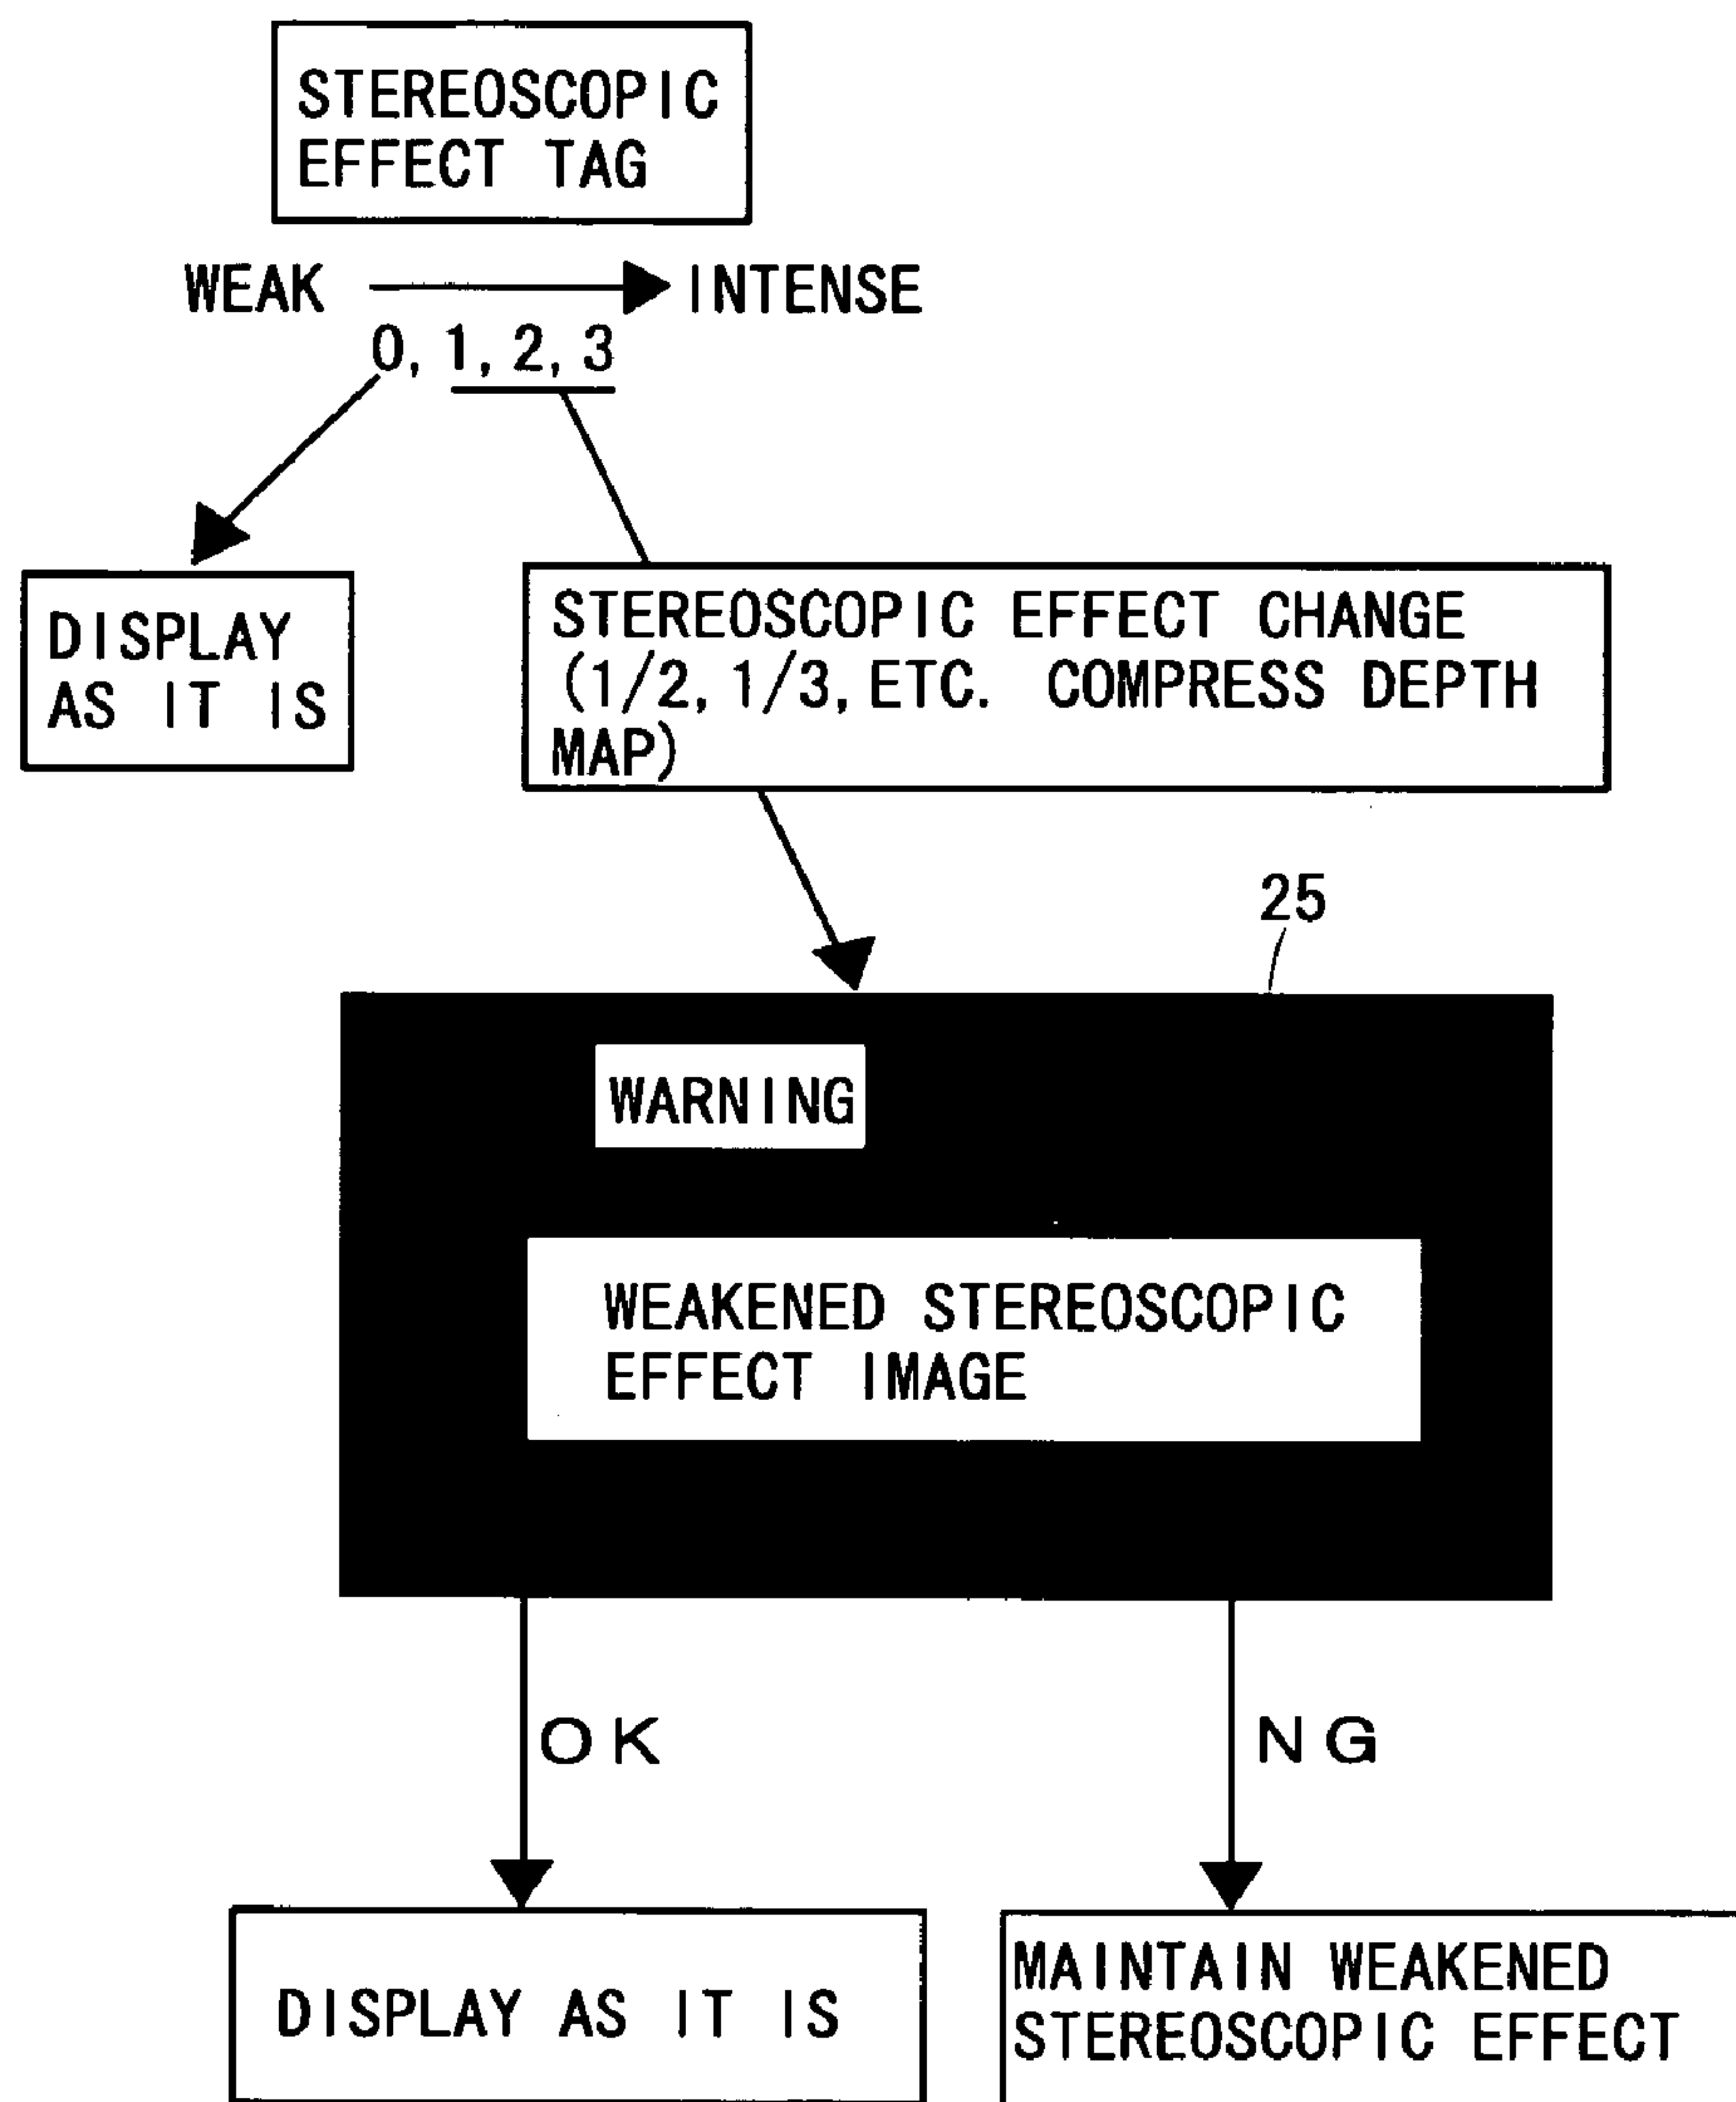 STEREOSCOPIC
EFFECT TAG
WEAK INTENSE
0, 1, 2, 3
DISPLAY
AS IT IS
STEREOSCOPIC EFFECT CHANGE
(1/2, 1/3, ETC. COMPRESS DEPTH
MAP)
25
WARNING
WEAKENED STEREOSCOPIC
EFFECT IMAGE
OK
NG
DISPLAY AS IT IS
MAINTAIN WEAKENED
STEREOSCOPIC EFFECT